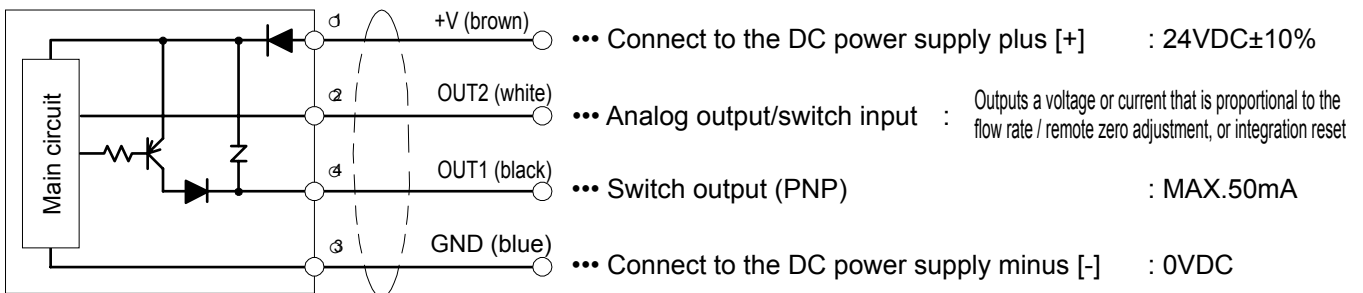 1 +V (brown) ••• Connect to the DC power supply plus [+] : 24VDC±10%
2 OUT2 (white) ••• Analog output/switch input : Outputs a voltage or current that is proportional to the
flow rate / remote zero adjustment, or integration reset
Main circuit
4 OUT1 (black) ••• Switch output (PNP) : MAX.50mA
3 GND (blue) ••• Connect to the DC power supply minus [-] : 0VDC